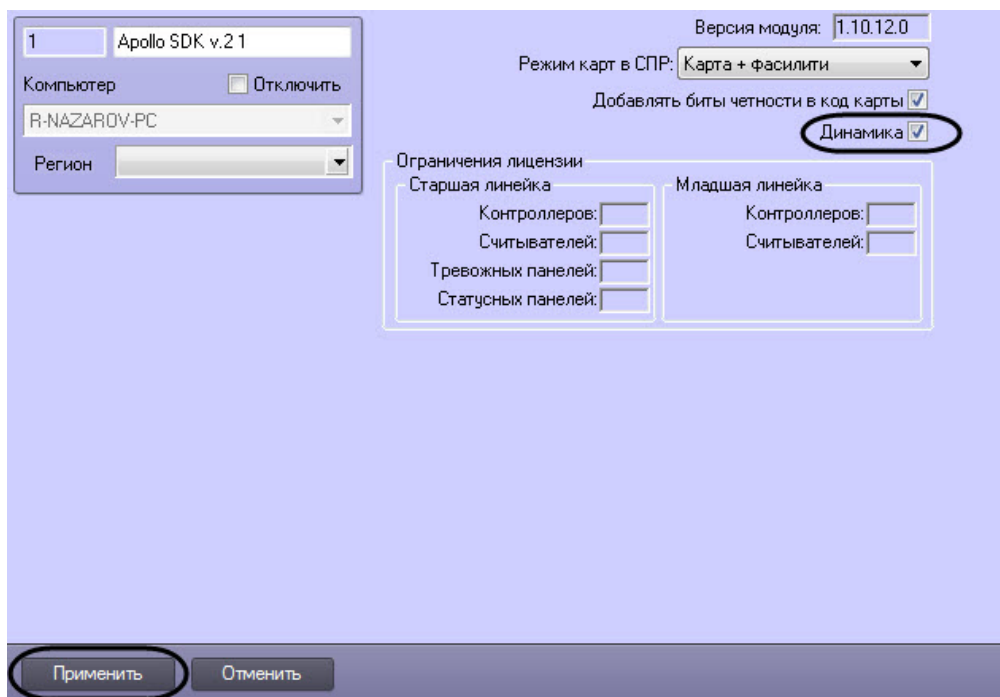 1 Apollo SDK v.2 1
Компьютер Отключить
R-NAZAROV-PC
Регион
Версия модуля: 1.10.12.0
Режим карт в СПР: Карта + фасилити
Добавлять биты четности в код карты
Динамика
Ограничения лицензии
Старшая линейка
Контроллеров:
Считывателей:
Тревожных панелей:
Статусных панелей:
Младшая линейка
Контроллеров:
Считывателей:
Применить Отменить